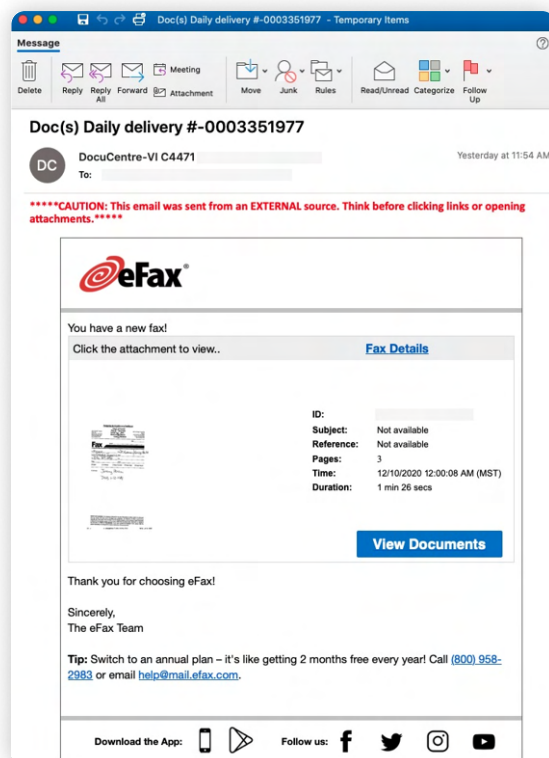 Doc(s) Daily delivery #-0003351977 - Temporary Items
Message
Delete
Reply
Reply All
Forward
Meeting
Attachment
Move
Junk
Rules
Read/Unread
Categorize
Follow Up
Doc(s) Daily delivery #-0003351977
DC
DocuCentre-VI C4471
Yesterday at 11:54 AM
To:
*****CAUTION: This email was sent from an EXTERNAL source. Think before clicking links or opening
attachments.*****
eFax®
You have a new fax!
Click the attachment to view..
Fax Details
ID:
Subject: Not available
Reference: Not available
Pages: 3
Time: 12/10/2020 12:00:08 AM (MST)
Duration: 1 min 26 secs
Fax
View Documents
Thank you for choosing eFax!
Sincerely,
The eFax Team
Tip: Switch to an annual plan – it's like getting 2 months free every year! Call (800) 958-
2983 or email help@mail.efax.com.
Download the App:
Follow us: